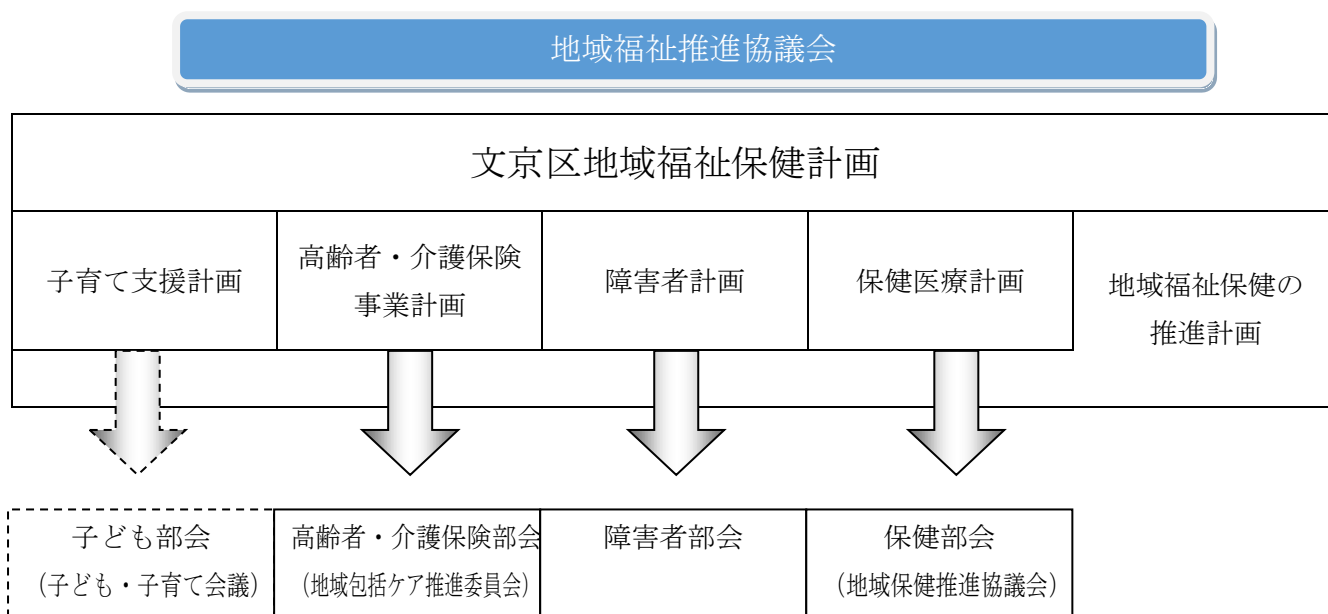 地域福祉推進協議会
文京区地域福祉保健計画
子育て支援計画
高齢者・介護保険
事業計画
障害者計画
保健医療計画
地域福祉保健の
推進計画
子ども部会
(子ども・子育て会議)
高齢者・介護保険部会
(地域包括ケア推進委員会)
障害者部会
保健部会
(地域保健推進協議会)